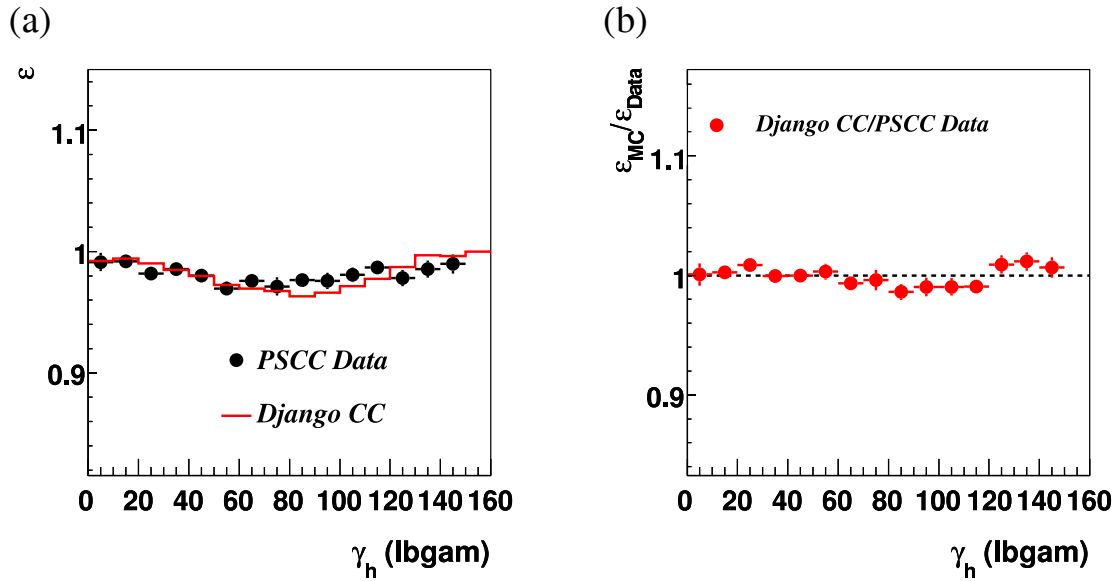 (a)
ε
1.1
1
0.9
PSCC Data
Django CC
0 20 40 60 80 100 120 140 160
γh (lbgam)
(b)
εMC/εData
Django CC/PSCC Data
1.1
1
0.9
0 20 40 60 80 100 120 140 160
γh (lbgam)